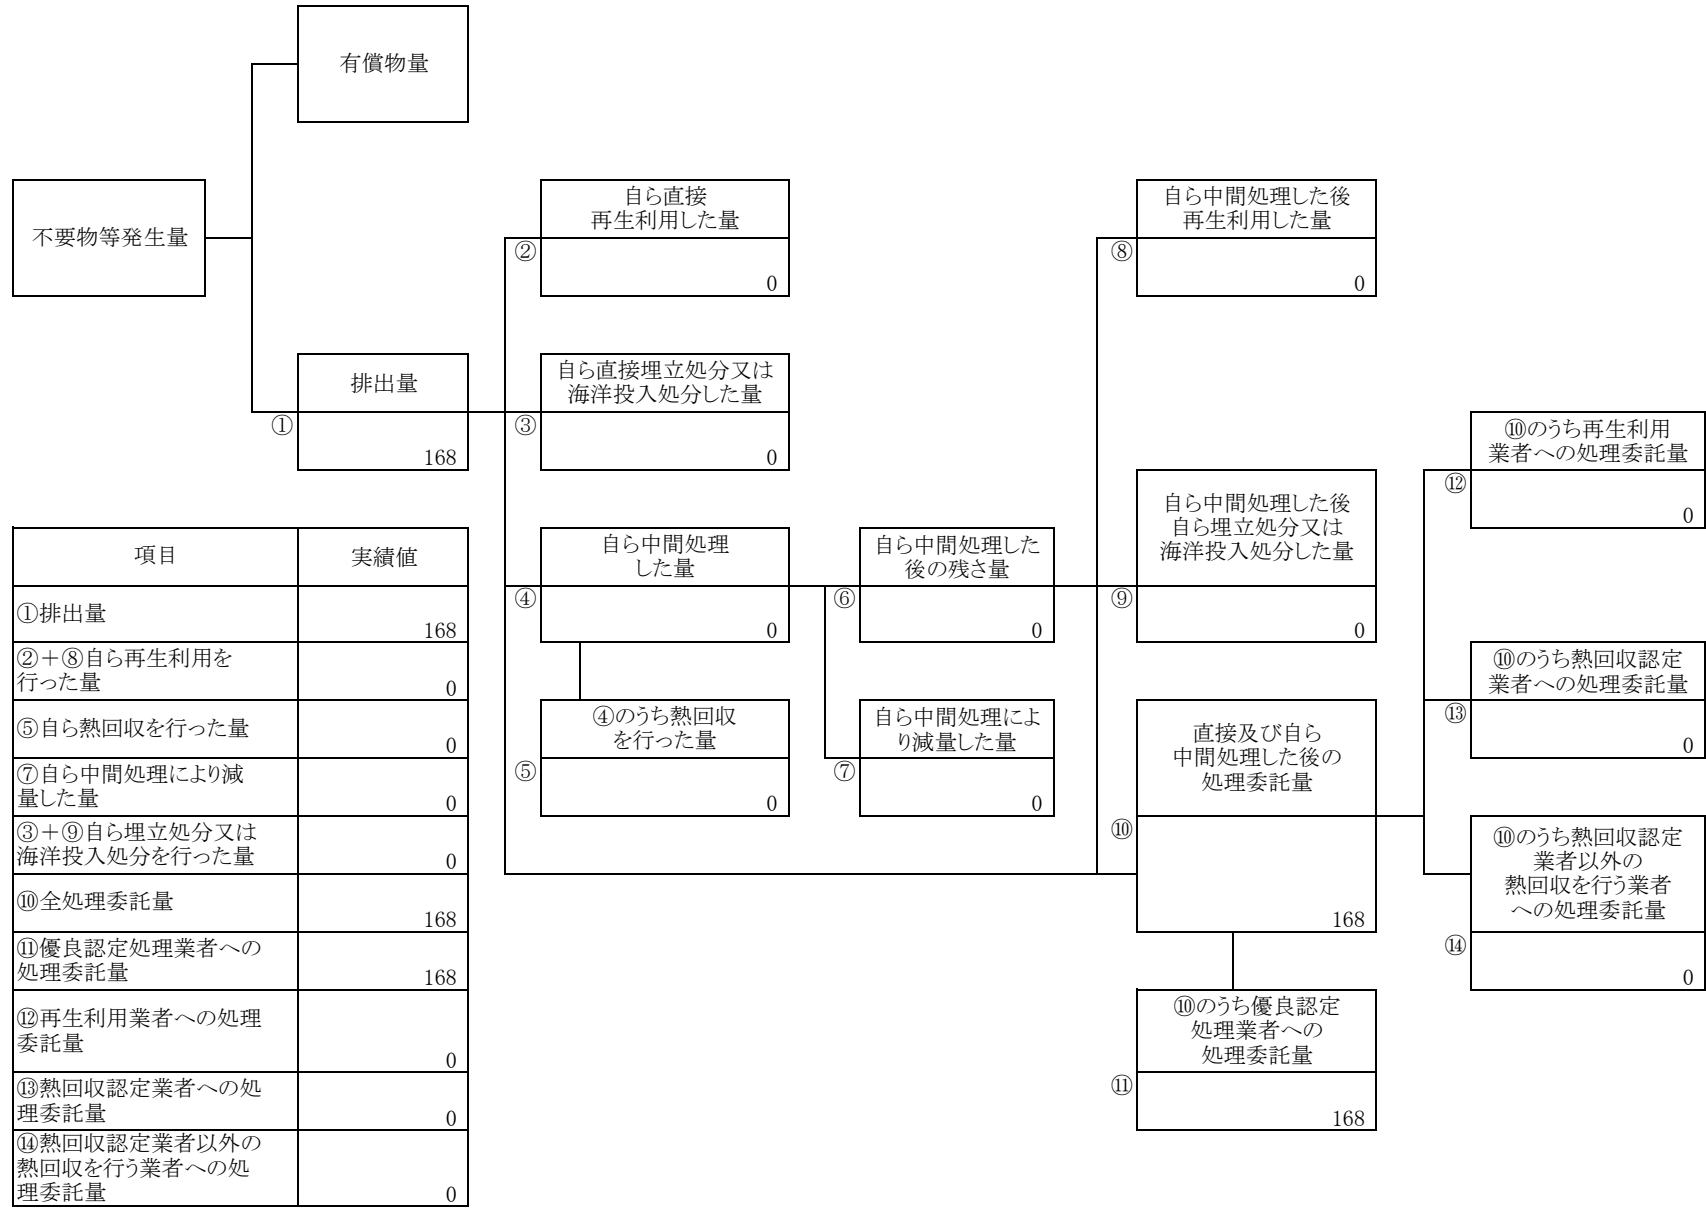 有償物量
不要物等発生量
自ら直接
再生利用した量
②
0
自ら中間処理した後
再生利用した量
⑧
0
排出量
①
168
自ら直接埋立処分又は
海洋投入処分した量
③
0
⑩のうち再生利用
業者への処理委託量
⑫
0
自ら中間処理した後
自ら埋立処分又は
海洋投入処分した量
⑨
0
自ら中間処理
した量
④
0
自ら中間処理した
後の残さ量
⑥
0
⑩のうち熱回収認定
業者への処理委託量
⑬
0
④のうち熱回収
を行った量
⑤
0
自ら中間処理によ
り減量した量
⑦
0
直接及び自ら
中間処理した後の
処理委託量
⑩
168
⑩のうち熱回収認定
業者以外の
熱回収を行う業者
への処理委託量
⑭
0
⑩のうち優良認定
処理業者への
処理委託量
⑪
168
項目 実績値
①排出量
168
②＋⑧自ら再生利用を
行った量
0
⑤自ら熱回収を行った量
0
⑦自ら中間処理により減
量した量
0
③＋⑨自ら埋立処分又は
海洋投入処分を行った量
0
⑩全処理委託量
168
⑪優良認定処理業者への
処理委託量
168
⑫再生利用業者への処理
委託量
0
⑬熱回収認定業者への処
理委託量
0
⑭熱回収認定業者以外の
熱回収を行う業者への処
理委託量
0